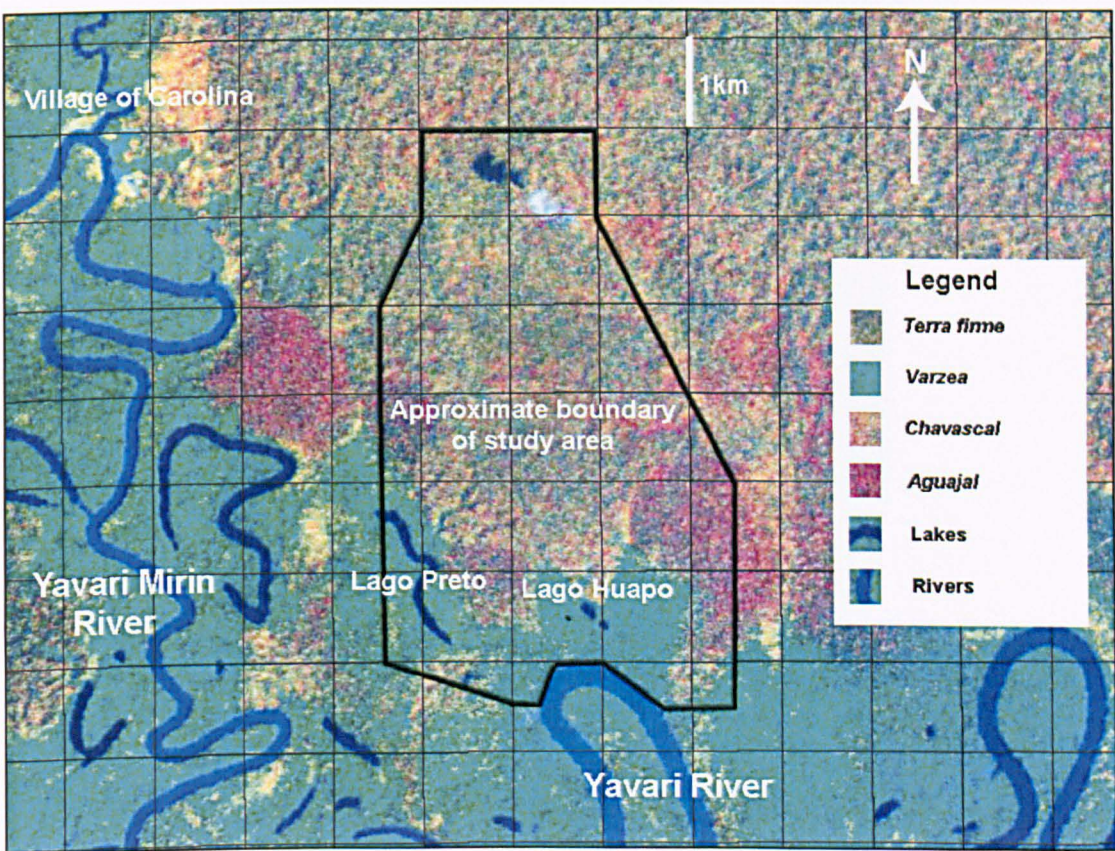 Village of Carolina
1km
N
Legend
Terra firme
Varzea
Chavascal
Aguajal
Lakes
Rivers
Approximate boundary
of study area
Lago Preto
Lago Huapo
Yavari Mirin
River
Yavari River